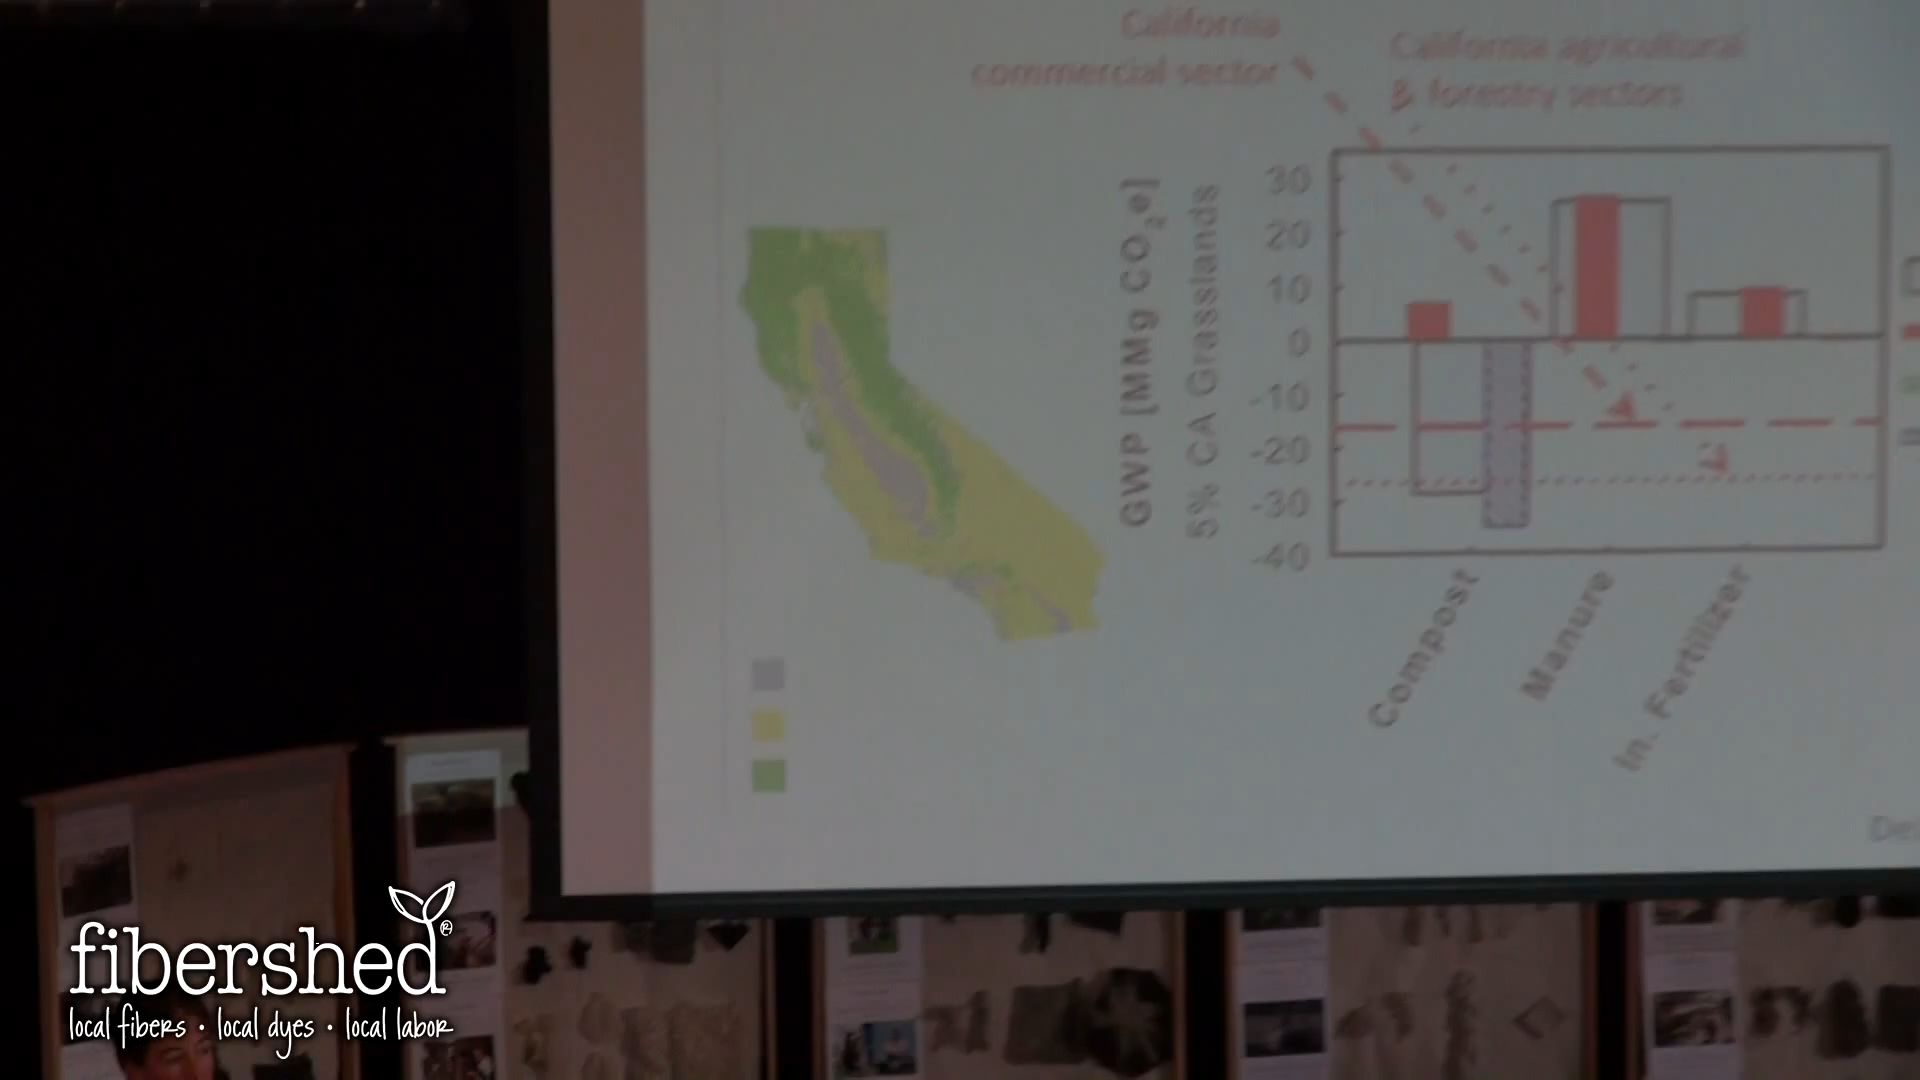 California
commercial sector
California agricultural
& forestry sectors
GWP [MMg CO₂e]
5% CA Grasslands
30
20
10
0
-10
-20
-30
-40
Compost
Manure
In. Fertilizer
fibershed®
local fibers · local dyes · local labor